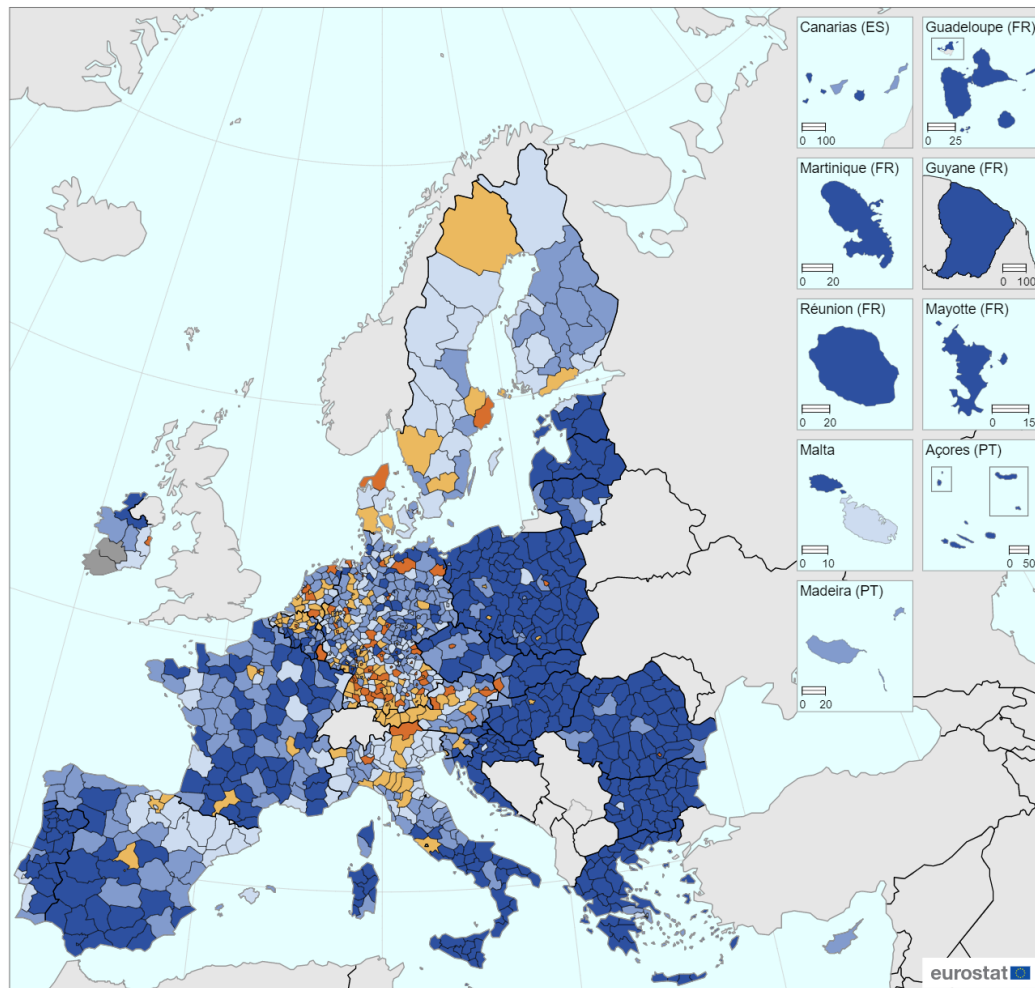 Canarias (ES)
0 100
Guadeloupe (FR)
0 25
Martinique (FR)
0 20
Guyane (FR)
0 100
Réunion (FR)
0 20
Mayotte (FR)
0 15
Malta
0 10
Açores (PT)
0 50
Madeira (PT)
0 20
eurostat